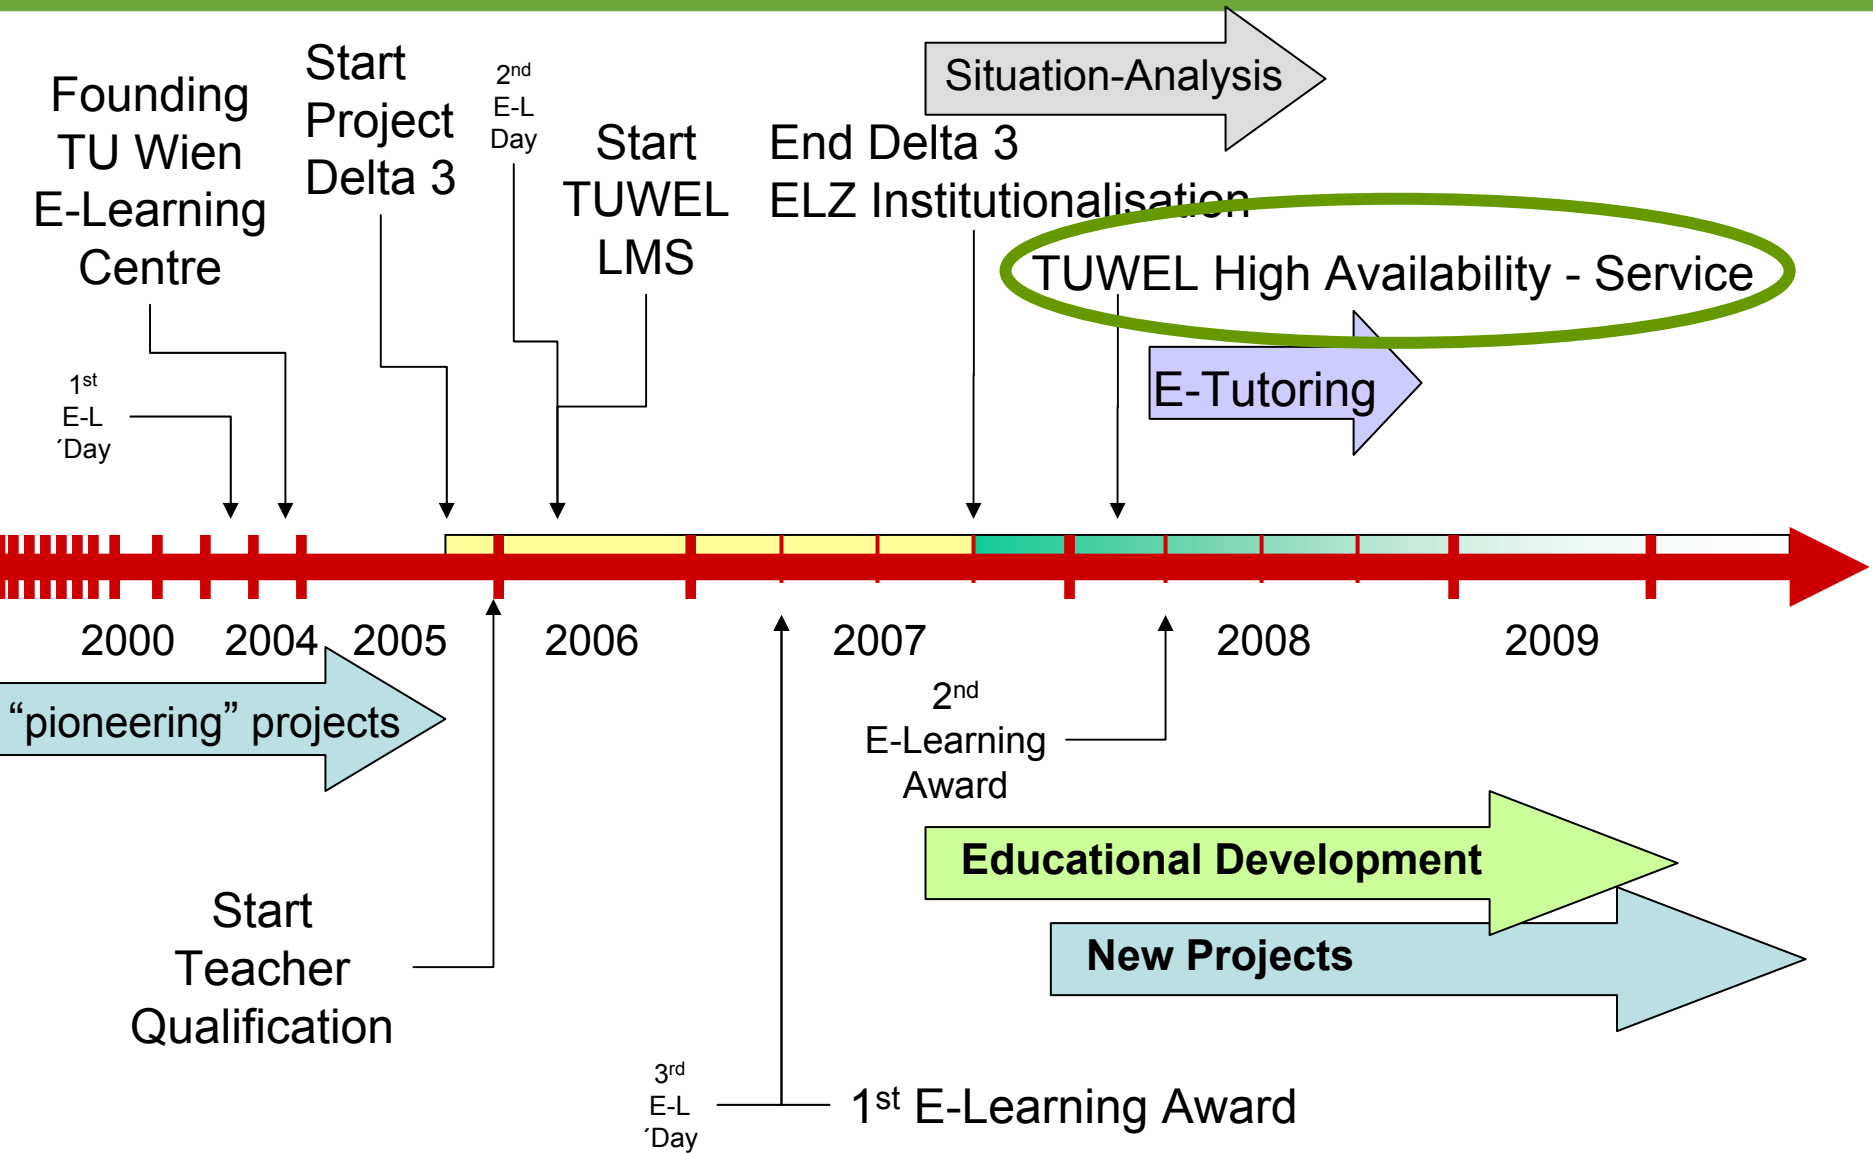 Founding
TU Wien
E-Learning
Centre
Start
Project
Delta 3
2nd
E-L
Day
Start
TUWEL
LMS
Situation-Analysis
End Delta 3
ELZ Institutionalisation
TUWEL High Availability - Service
E-Tutoring
1st
E-L
´Day
2000
2004
2005
2006
2007
2008
2009
“pioneering” projects
2nd
E-Learning
Award
Educational Development
New Projects
Start
Teacher
Qualification
3rd
E-L
´Day
1st E-Learning Award